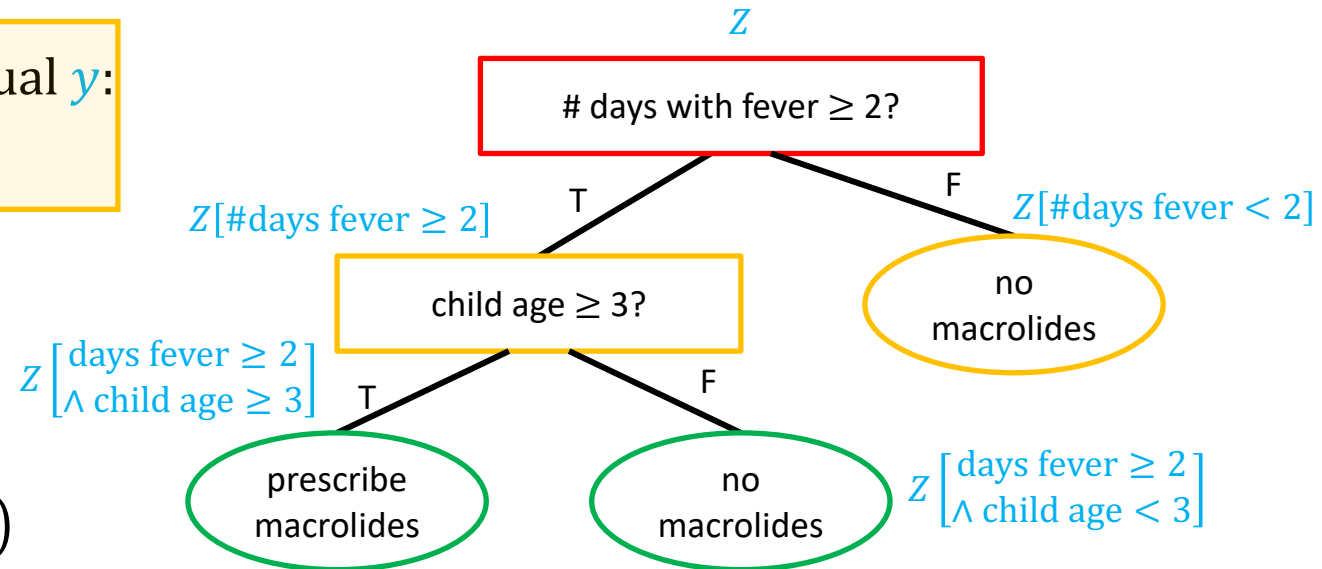 ual y:
Z
# days with fever ≥ 2?
T
F
Z[#days fever ≥ 2]
Z[#days fever < 2]
child age ≥ 3?
no
macrolides
Z[days fever ≥ 2
∧ child age ≥ 3]
T
F
prescribe
macrolides
no
macrolides
Z[days fever ≥ 2
∧ child age < 3]
)